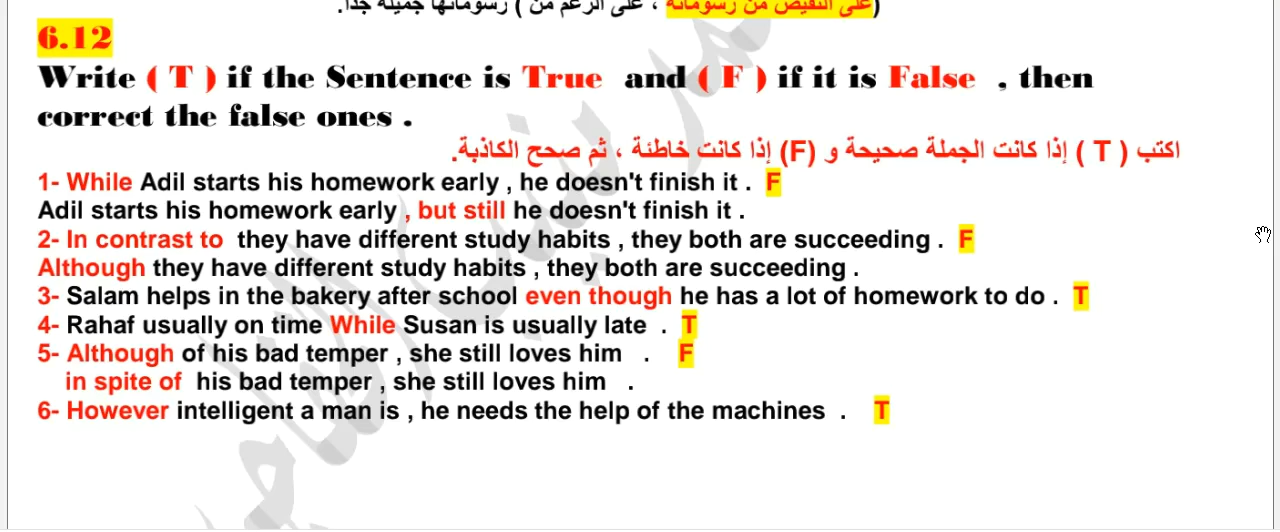 (على النقيض من رسوماته ، على الرغم من ) رسوماتها جميلة جدا.
6.12
Write ( T ) if the Sentence is True and ( F ) if it is False , then
correct the false ones .
اكتب ( T ) إذا كانت الجملة صحيحة و (F) إذا كانت خاطئة ، ثم صحح الكاذبة.
1- While Adil starts his homework early , he doesn't finish it . F
Adil starts his homework early , but still he doesn't finish it .
2- In contrast to they have different study habits , they both are succeeding . F
Although they have different study habits , they both are succeeding .
3- Salam helps in the bakery after school even though he has a lot of homework to do . T
4- Rahaf usually on time While Susan is usually late . T
5- Although of his bad temper , she still loves him . F
in spite of his bad temper , she still loves him .
6- However intelligent a man is , he needs the help of the machines . T